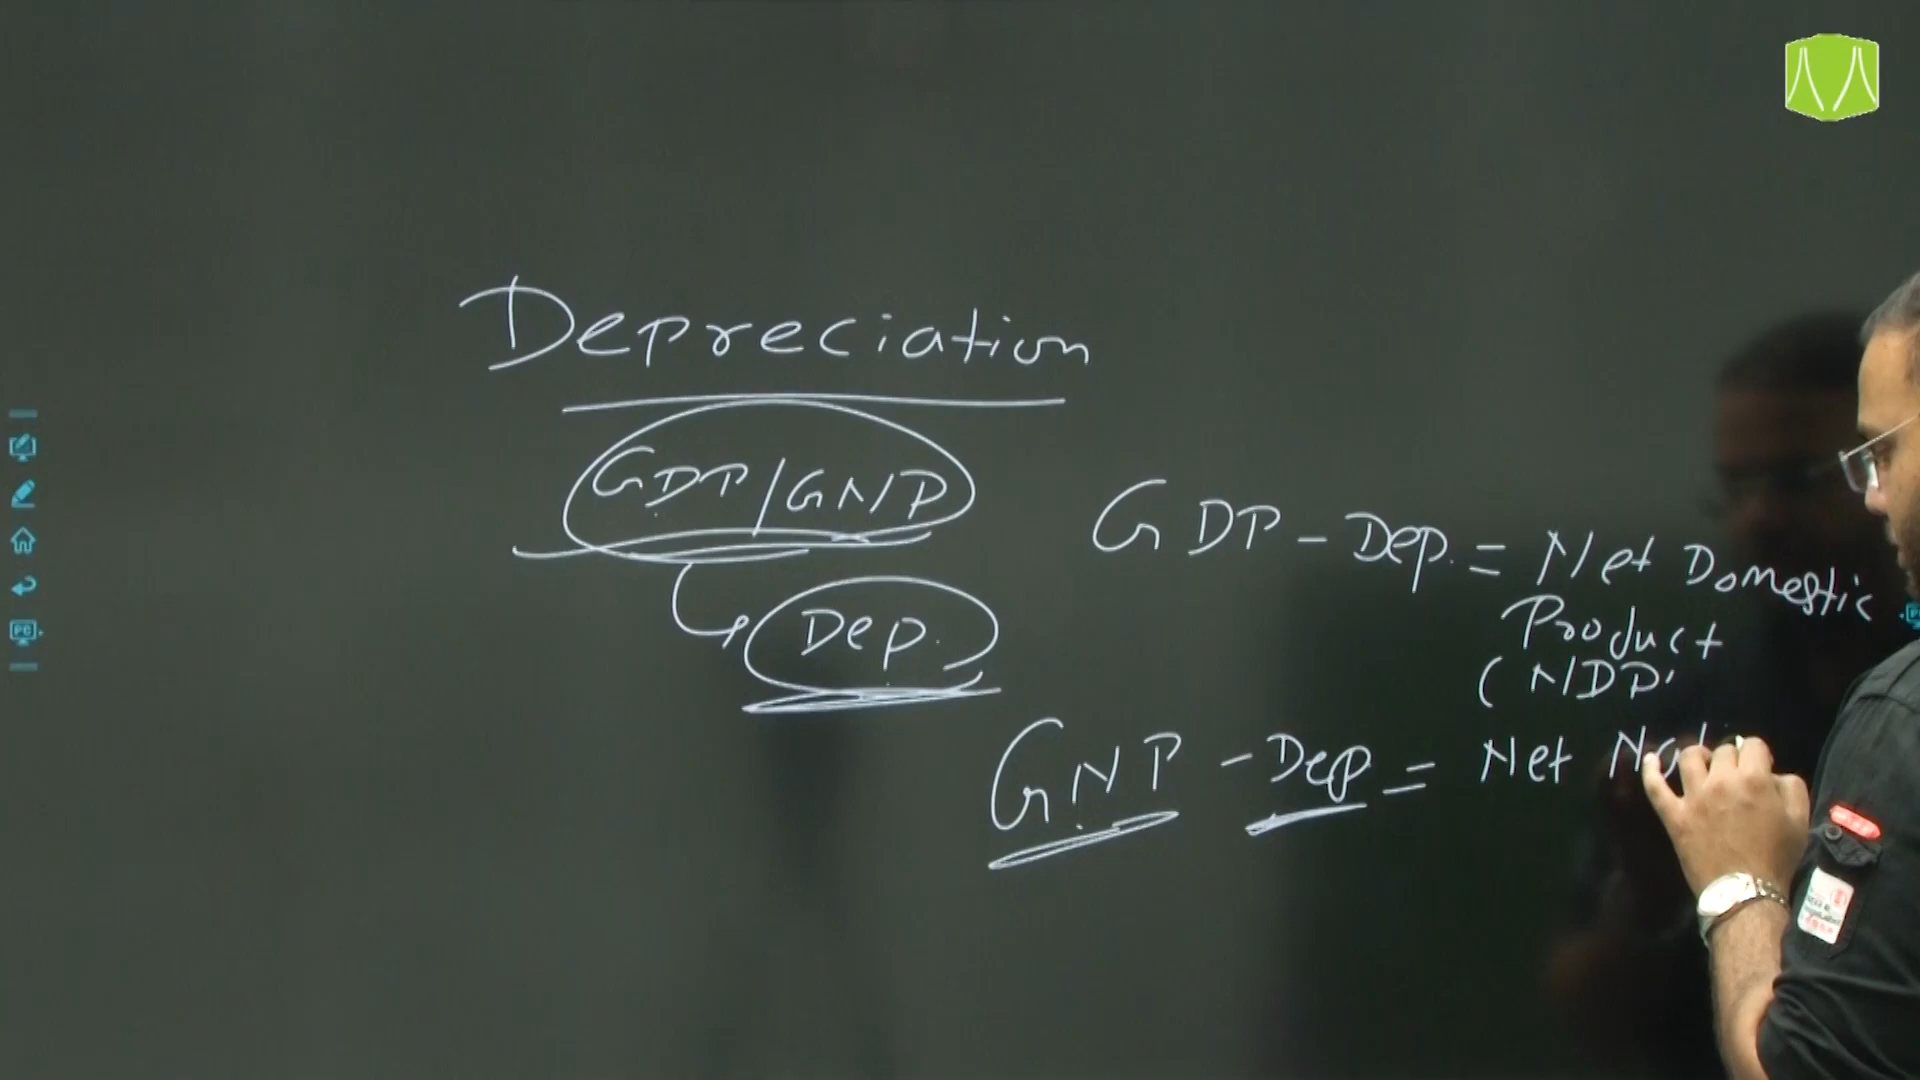 Depreciation
GDP/GNP
Dep.
GDP - Dep. = Net Domestic
Product
(NDP)
GNP - Dep = Net